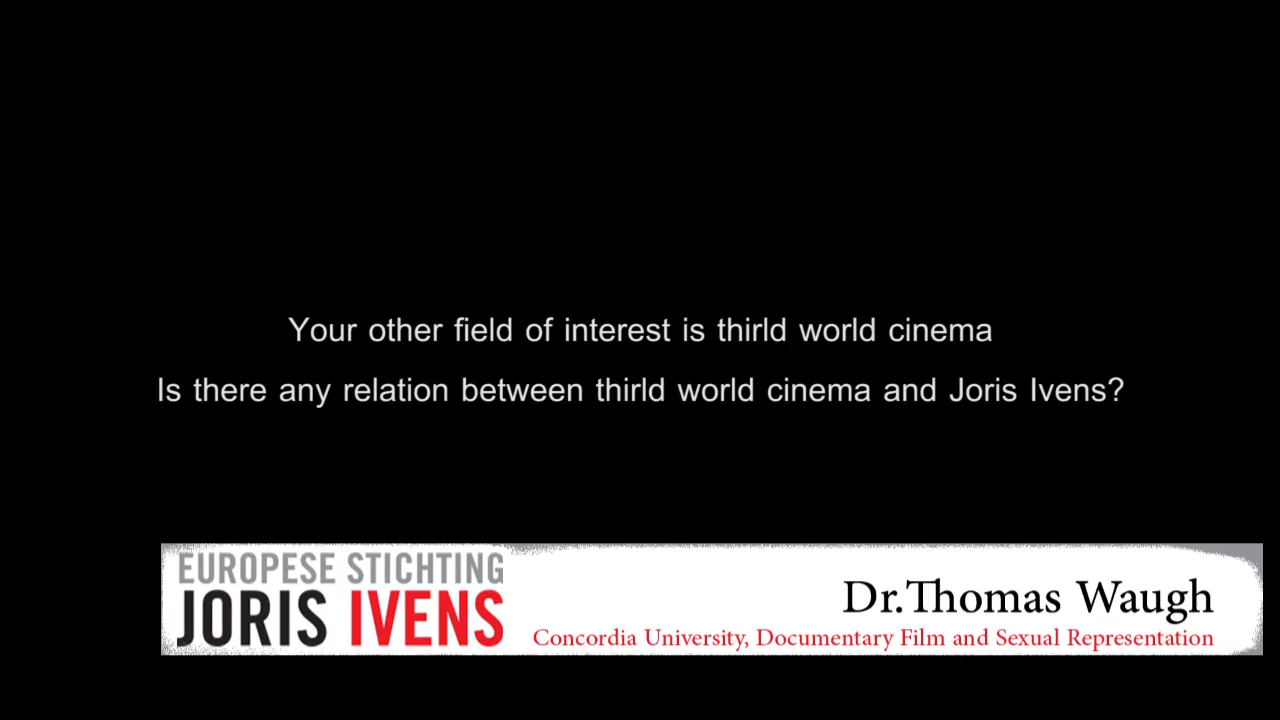 Your other field of interest is thirld world cinema
Is there any relation between thirld world cinema and Joris Ivens?
EUROPESE STICHTING
JORIS IVENS
Dr.Thomas Waugh
Concordia University, Documentary Film and Sexual Representation